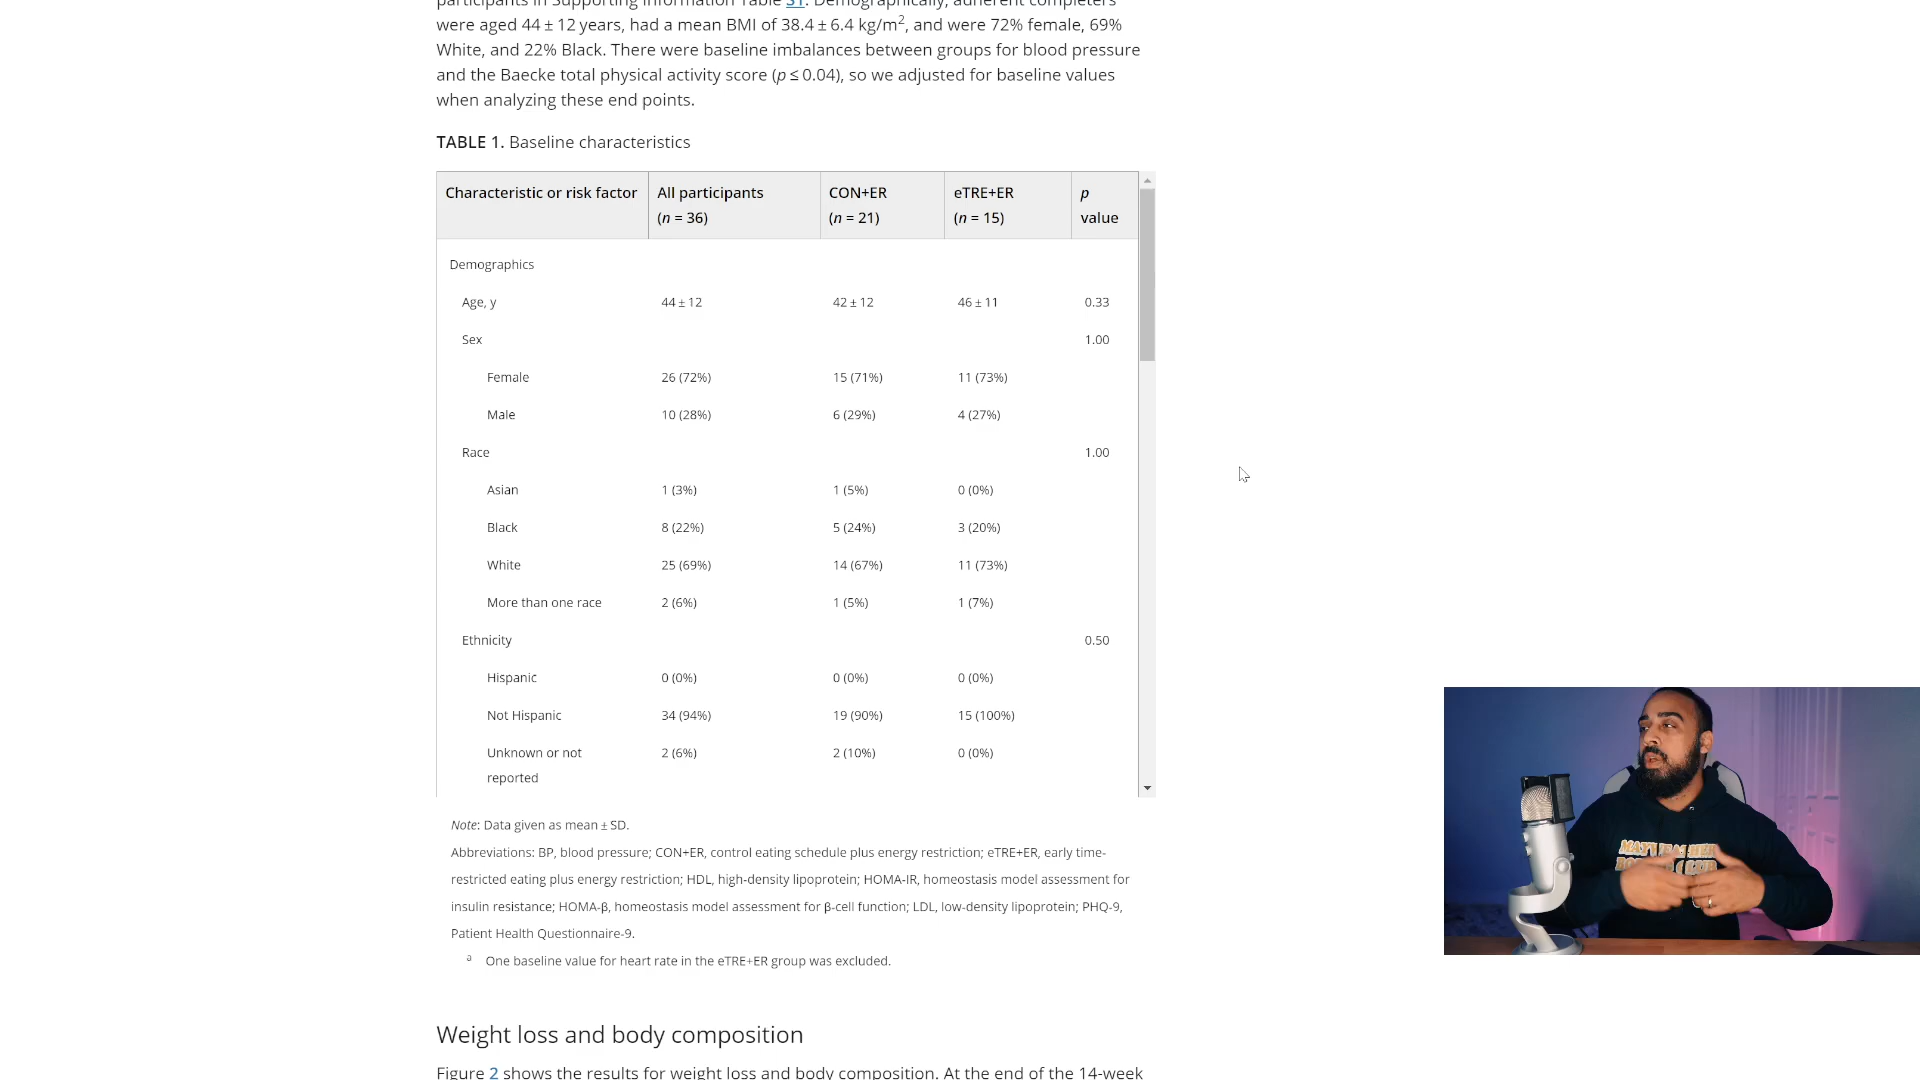 participants in Supporting Information Table S1. Demographically, adherent completers
were aged 44 ± 12 years, had a mean BMI of 38.4 ± 6.4 kg/m², and were 72% female, 69%
White, and 22% Black. There were baseline imbalances between groups for blood pressure
and the Baecke total physical activity score (p ≤ 0.04), so we adjusted for baseline values
when analyzing these end points.
TABLE 1. Baseline characteristics
Characteristic or risk factor All participants (n = 36) CON+ER (n = 21) eTRE+ER (n = 15) p value
Demographics
Age, y 44 ± 12 42 ± 12 46 ± 11 0.33
Sex 1.00
Female 26 (72%) 15 (71%) 11 (73%)
Male 10 (28%) 6 (29%) 4 (27%)
Race 1.00
Asian 1 (3%) 1 (5%) 0 (0%)
Black 8 (22%) 5 (24%) 3 (20%)
White 25 (69%) 14 (67%) 11 (73%)
More than one race 2 (6%) 1 (5%) 1 (7%)
Ethnicity 0.50
Hispanic 0 (0%) 0 (0%) 0 (0%)
Not Hispanic 34 (94%) 19 (90%) 15 (100%)
Unknown or not reported 2 (6%) 2 (10%) 0 (0%)
Note: Data given as mean ± SD.
Abbreviations: BP, blood pressure; CON+ER, control eating schedule plus energy restriction; eTRE+ER, early time-
restricted eating plus energy restriction; HDL, high-density lipoprotein; HOMA-IR, homeostasis model assessment for
insulin resistance; HOMA-β, homeostasis model assessment for β-cell function; LDL, low-density lipoprotein; PHQ-9,
Patient Health Questionnaire-9.
a One baseline value for heart rate in the eTRE+ER group was excluded.
Weight loss and body composition
Figure 2 shows the results for weight loss and body composition. At the end of the 14-week